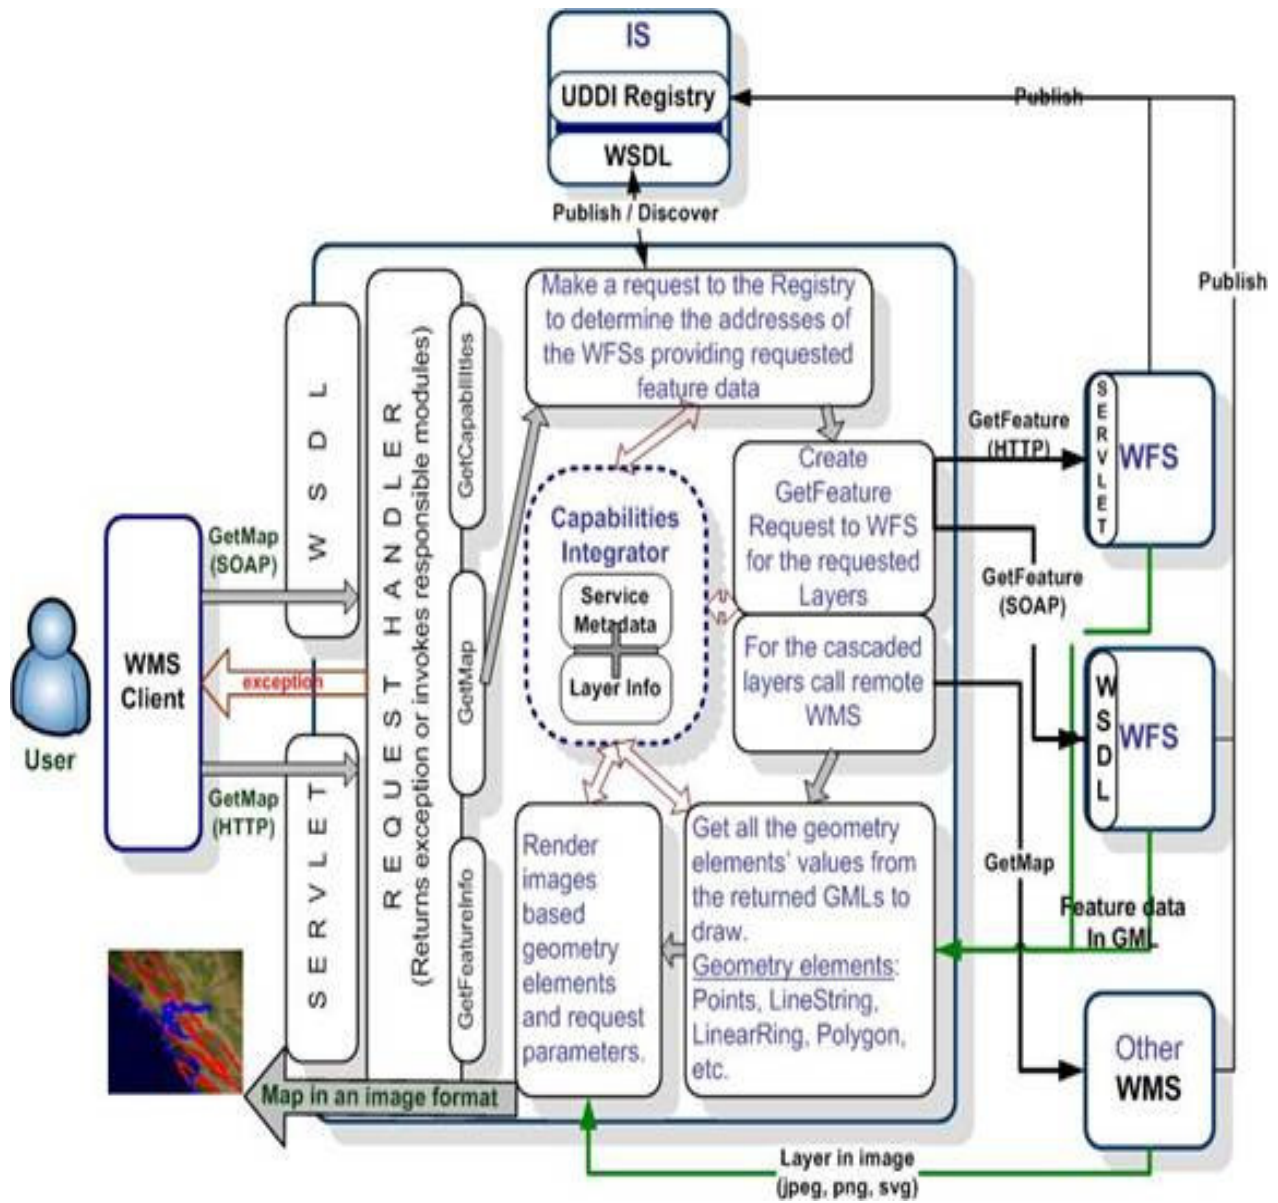 IS
UDDI Registry
WSDL
Publish
Publish / Discover
Publish
Make a request to the Registry
to determine the addresses of
the WFSs providing requested
feature data
WSDL
REQUEST HANDLER
(Returns exception or invokes responsible modules)
GetCapabilities
GetMap
GetFeatureInfo
SERVLET
GetMap
(SOAP)
WMS
Client
exception
User
GetMap
(HTTP)
Capabilities
Integrator
Service
Metadata
Layer Info
Create
GetFeature
Request to WFS
for the requested
Layers
For the cascaded
layers call remote
WMS
GetFeature
(HTTP)
SERVLET
WFS
GetFeature
(SOAP)
WSDL
WFS
GetMap
Feature data
In GML
Render
images
based
geometry
elements
and request
parameters.
Get all the geometry
elements' values from
the returned GMLs to
draw.
Geometry elements:
Points, LineString,
LinearRing, Polygon,
etc.
Other
WMS
Map in an image format
Layer in image
(jpeg, png, svg)